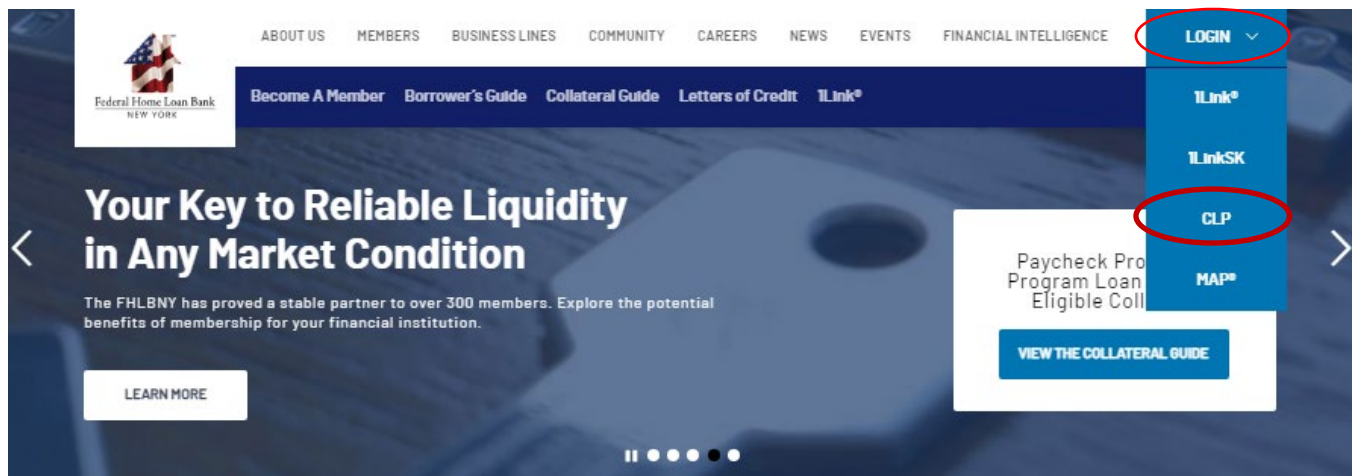 ABOUT US MEMBERS BUSINESS LINES COMMUNITY CAREERS NEWS EVENTS FINANCIAL INTELLIGENCE LOGIN
Federal Home Loan Bank
NEW YORK
Become A Member Borrower's Guide Collateral Guide Letters of Credit 1Link®
1Link®
1LinkSK
CLP
MAP®
Your Key to Reliable Liquidity
in Any Market Condition
The FHLBNY has proved a stable partner to over 300 members. Explore the potential
benefits of membership for your financial institution.
LEARN MORE
Paycheck Pro
Program Loan
Eligible Coll
VIEW THE COLLATERAL GUIDE